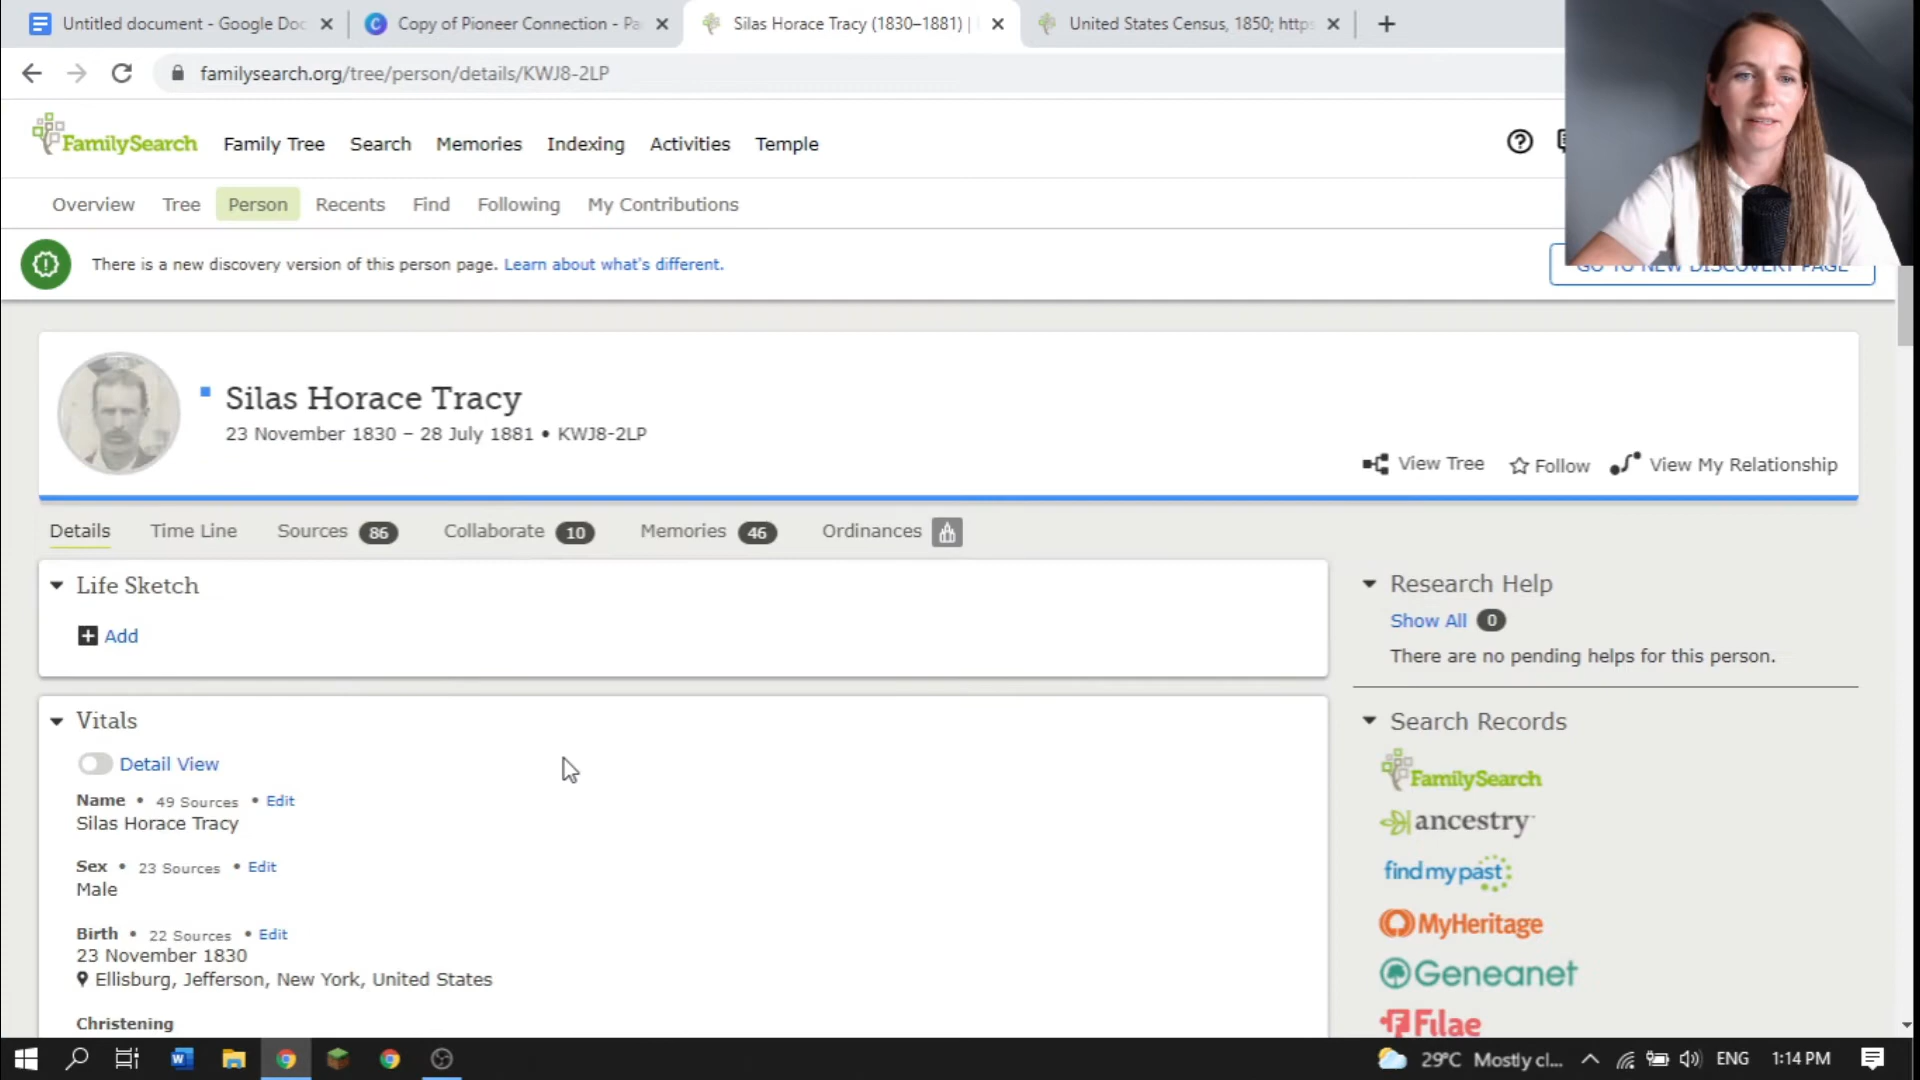 Untitled document - Google Doc
Copy of Pioneer Connection - Pa
Silas Horace Tracy (1830–1881) |
United States Census, 1850; https
familysearch.org/tree/person/details/KWJ8-2LP
FamilySearch
Family Tree
Search
Memories
Indexing
Activities
Temple
Overview
Tree
Person
Recents
Find
Following
My Contributions
There is a new discovery version of this person page. Learn about what's different.
GO TO NEW DISCOVERY PAGE
Silas Horace Tracy
23 November 1830 – 28 July 1881 • KWJ8-2LP
View Tree
Follow
View My Relationship
Details
Time Line
Sources 86
Collaborate 10
Memories 46
Ordinances
Life Sketch
Add
Research Help
Show All 0
There are no pending helps for this person.
Vitals
Detail View
Name • 49 Sources • Edit
Silas Horace Tracy
Sex • 23 Sources • Edit
Male
Birth • 22 Sources • Edit
23 November 1830
Ellisburg, Jefferson, New York, United States
Christening
Search Records
FamilySearch
ancestry
findmypast
MyHeritage
Geneanet
Filae
29°C Mostly cl...
ENG
1:14 PM